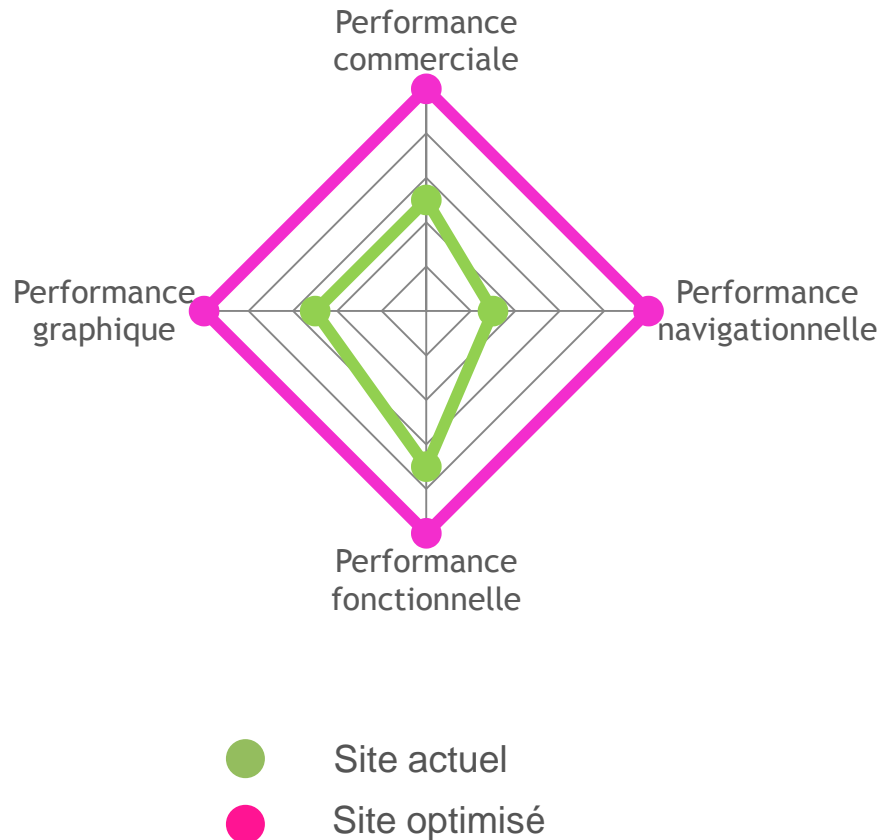 Performance
commerciale
Performance
graphique
Performance
navigationnelle
Performance
fonctionnelle
Site actuel
Site optimisé